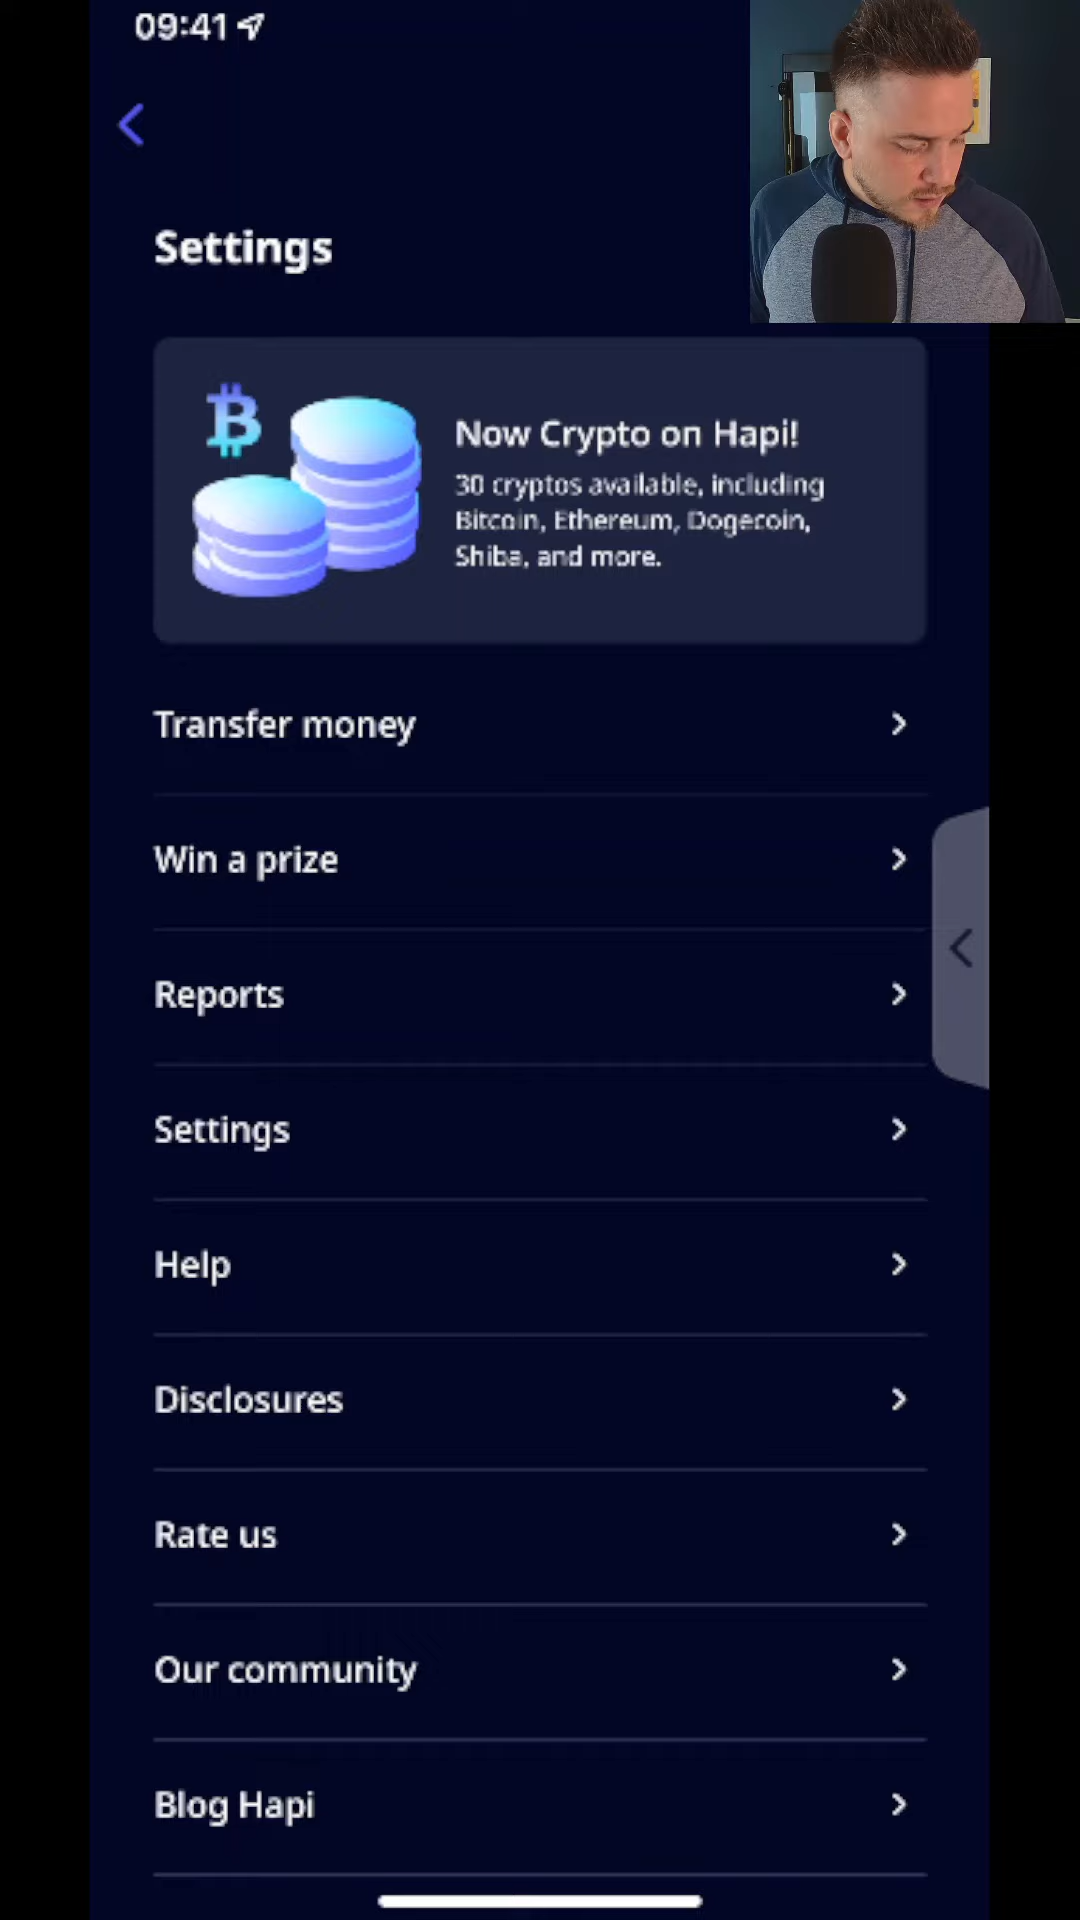 09:41
Settings
Now Crypto on Hapi!
30 cryptos available, including
Bitcoin, Ethereum, Dogecoin,
Shiba, and more.
Transfer money
Win a prize
Reports
Settings
Help
Disclosures
Rate us
Our community
Blog Hapi